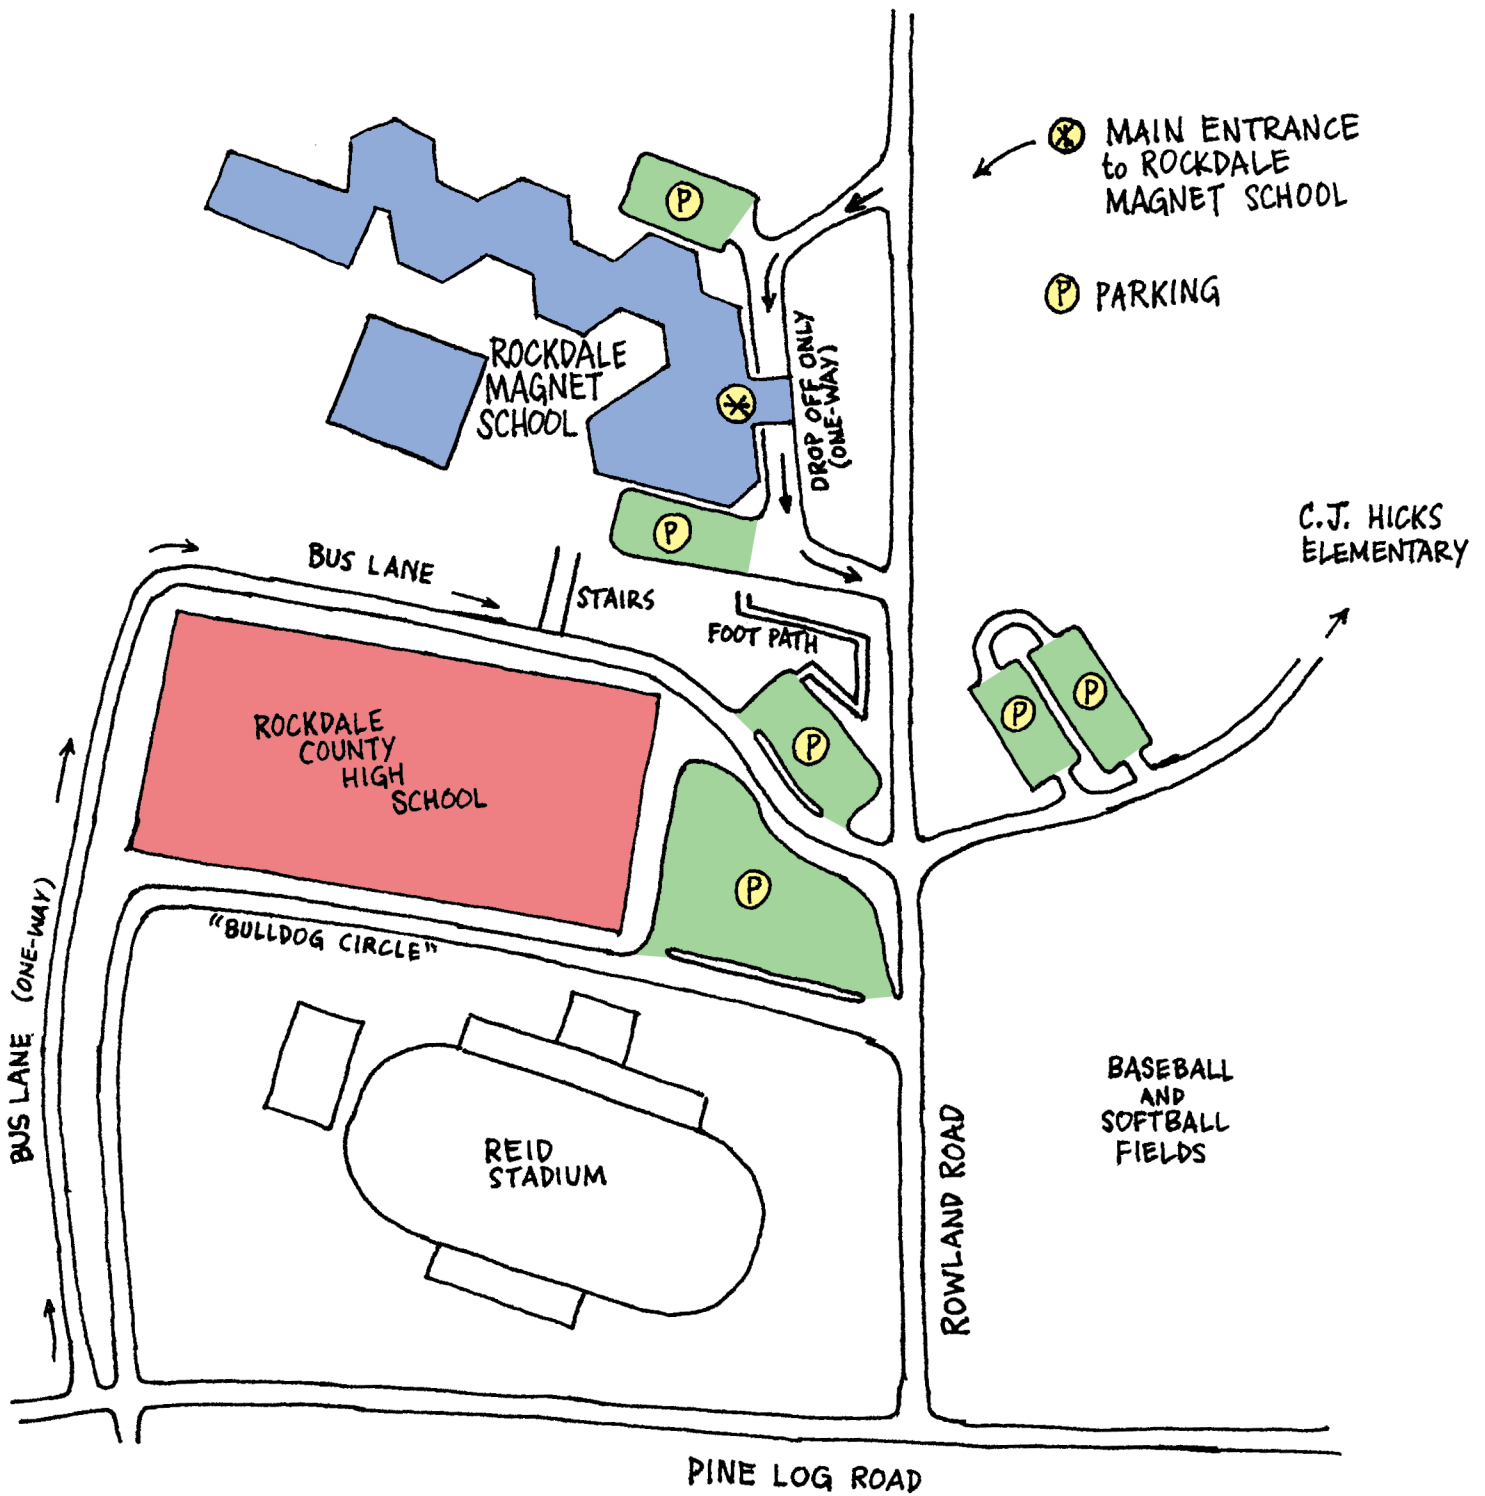 MAIN ENTRANCE
to ROCKDALE
MAGNET SCHOOL
P
P PARKING
ROCKDALE
MAGNET
SCHOOL
DROP OFF ONLY
(ONE-WAY)
P
C.J. HICKS
ELEMENTARY
BUS LANE
STAIRS
FOOT PATH
P
P
P
ROCKDALE
COUNTY
HIGH
SCHOOL
P
BUS LANE (ONE-WAY)
"BULLDOG CIRCLE"
BASEBALL
AND
SOFTBALL
FIELDS
REID
STADIUM
ROWLAND ROAD
PINE LOG ROAD